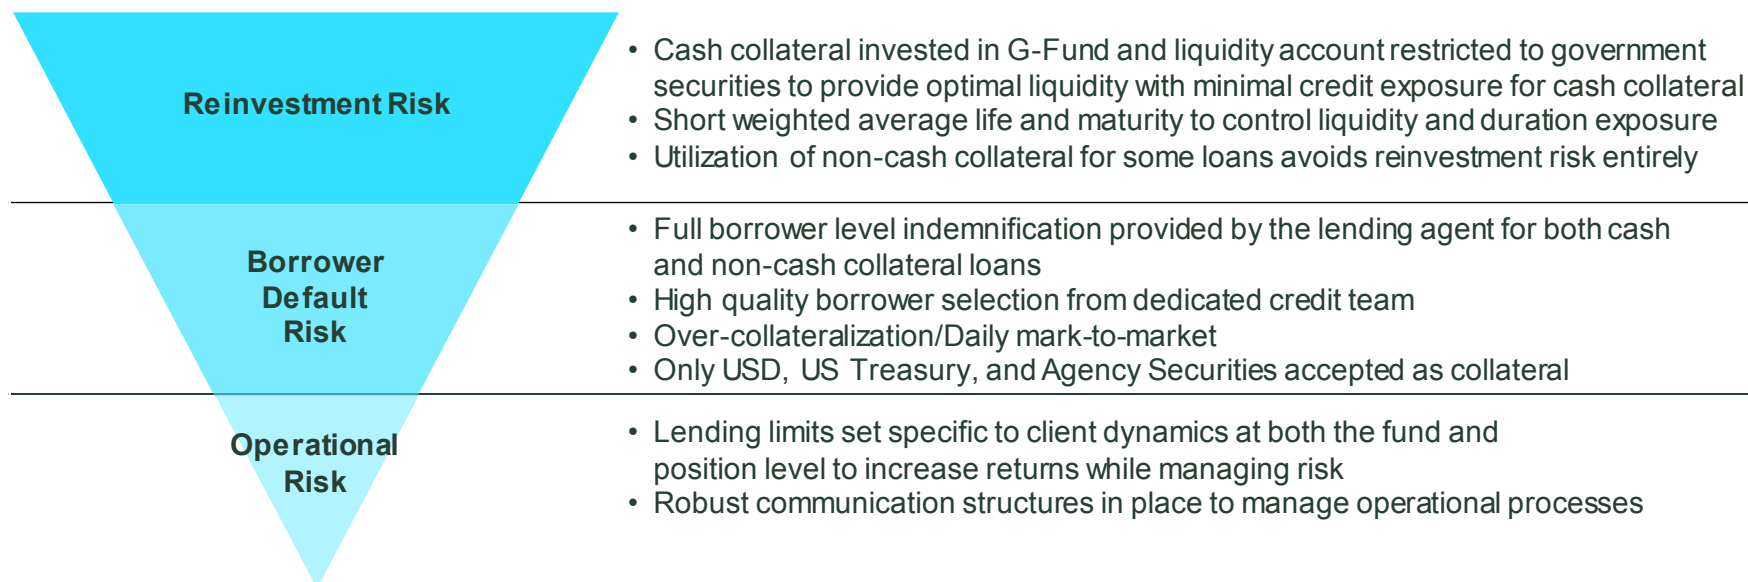 Reinvestment Risk
• Cash collateral invested in G-Fund and liquidity account restricted to government
securities to provide optimal liquidity with minimal credit exposure for cash collateral
• Short weighted average life and maturity to control liquidity and duration exposure
• Utilization of non-cash collateral for some loans avoids reinvestment risk entirely
Borrower
Default
Risk
• Full borrower level indemnification provided by the lending agent for both cash
and non-cash collateral loans
• High quality borrower selection from dedicated credit team
• Over-collateralization/Daily mark-to-market
• Only USD, US Treasury, and Agency Securities accepted as collateral
Operational
Risk
• Lending limits set specific to client dynamics at both the fund and
position level to increase returns while managing risk
• Robust communication structures in place to manage operational processes